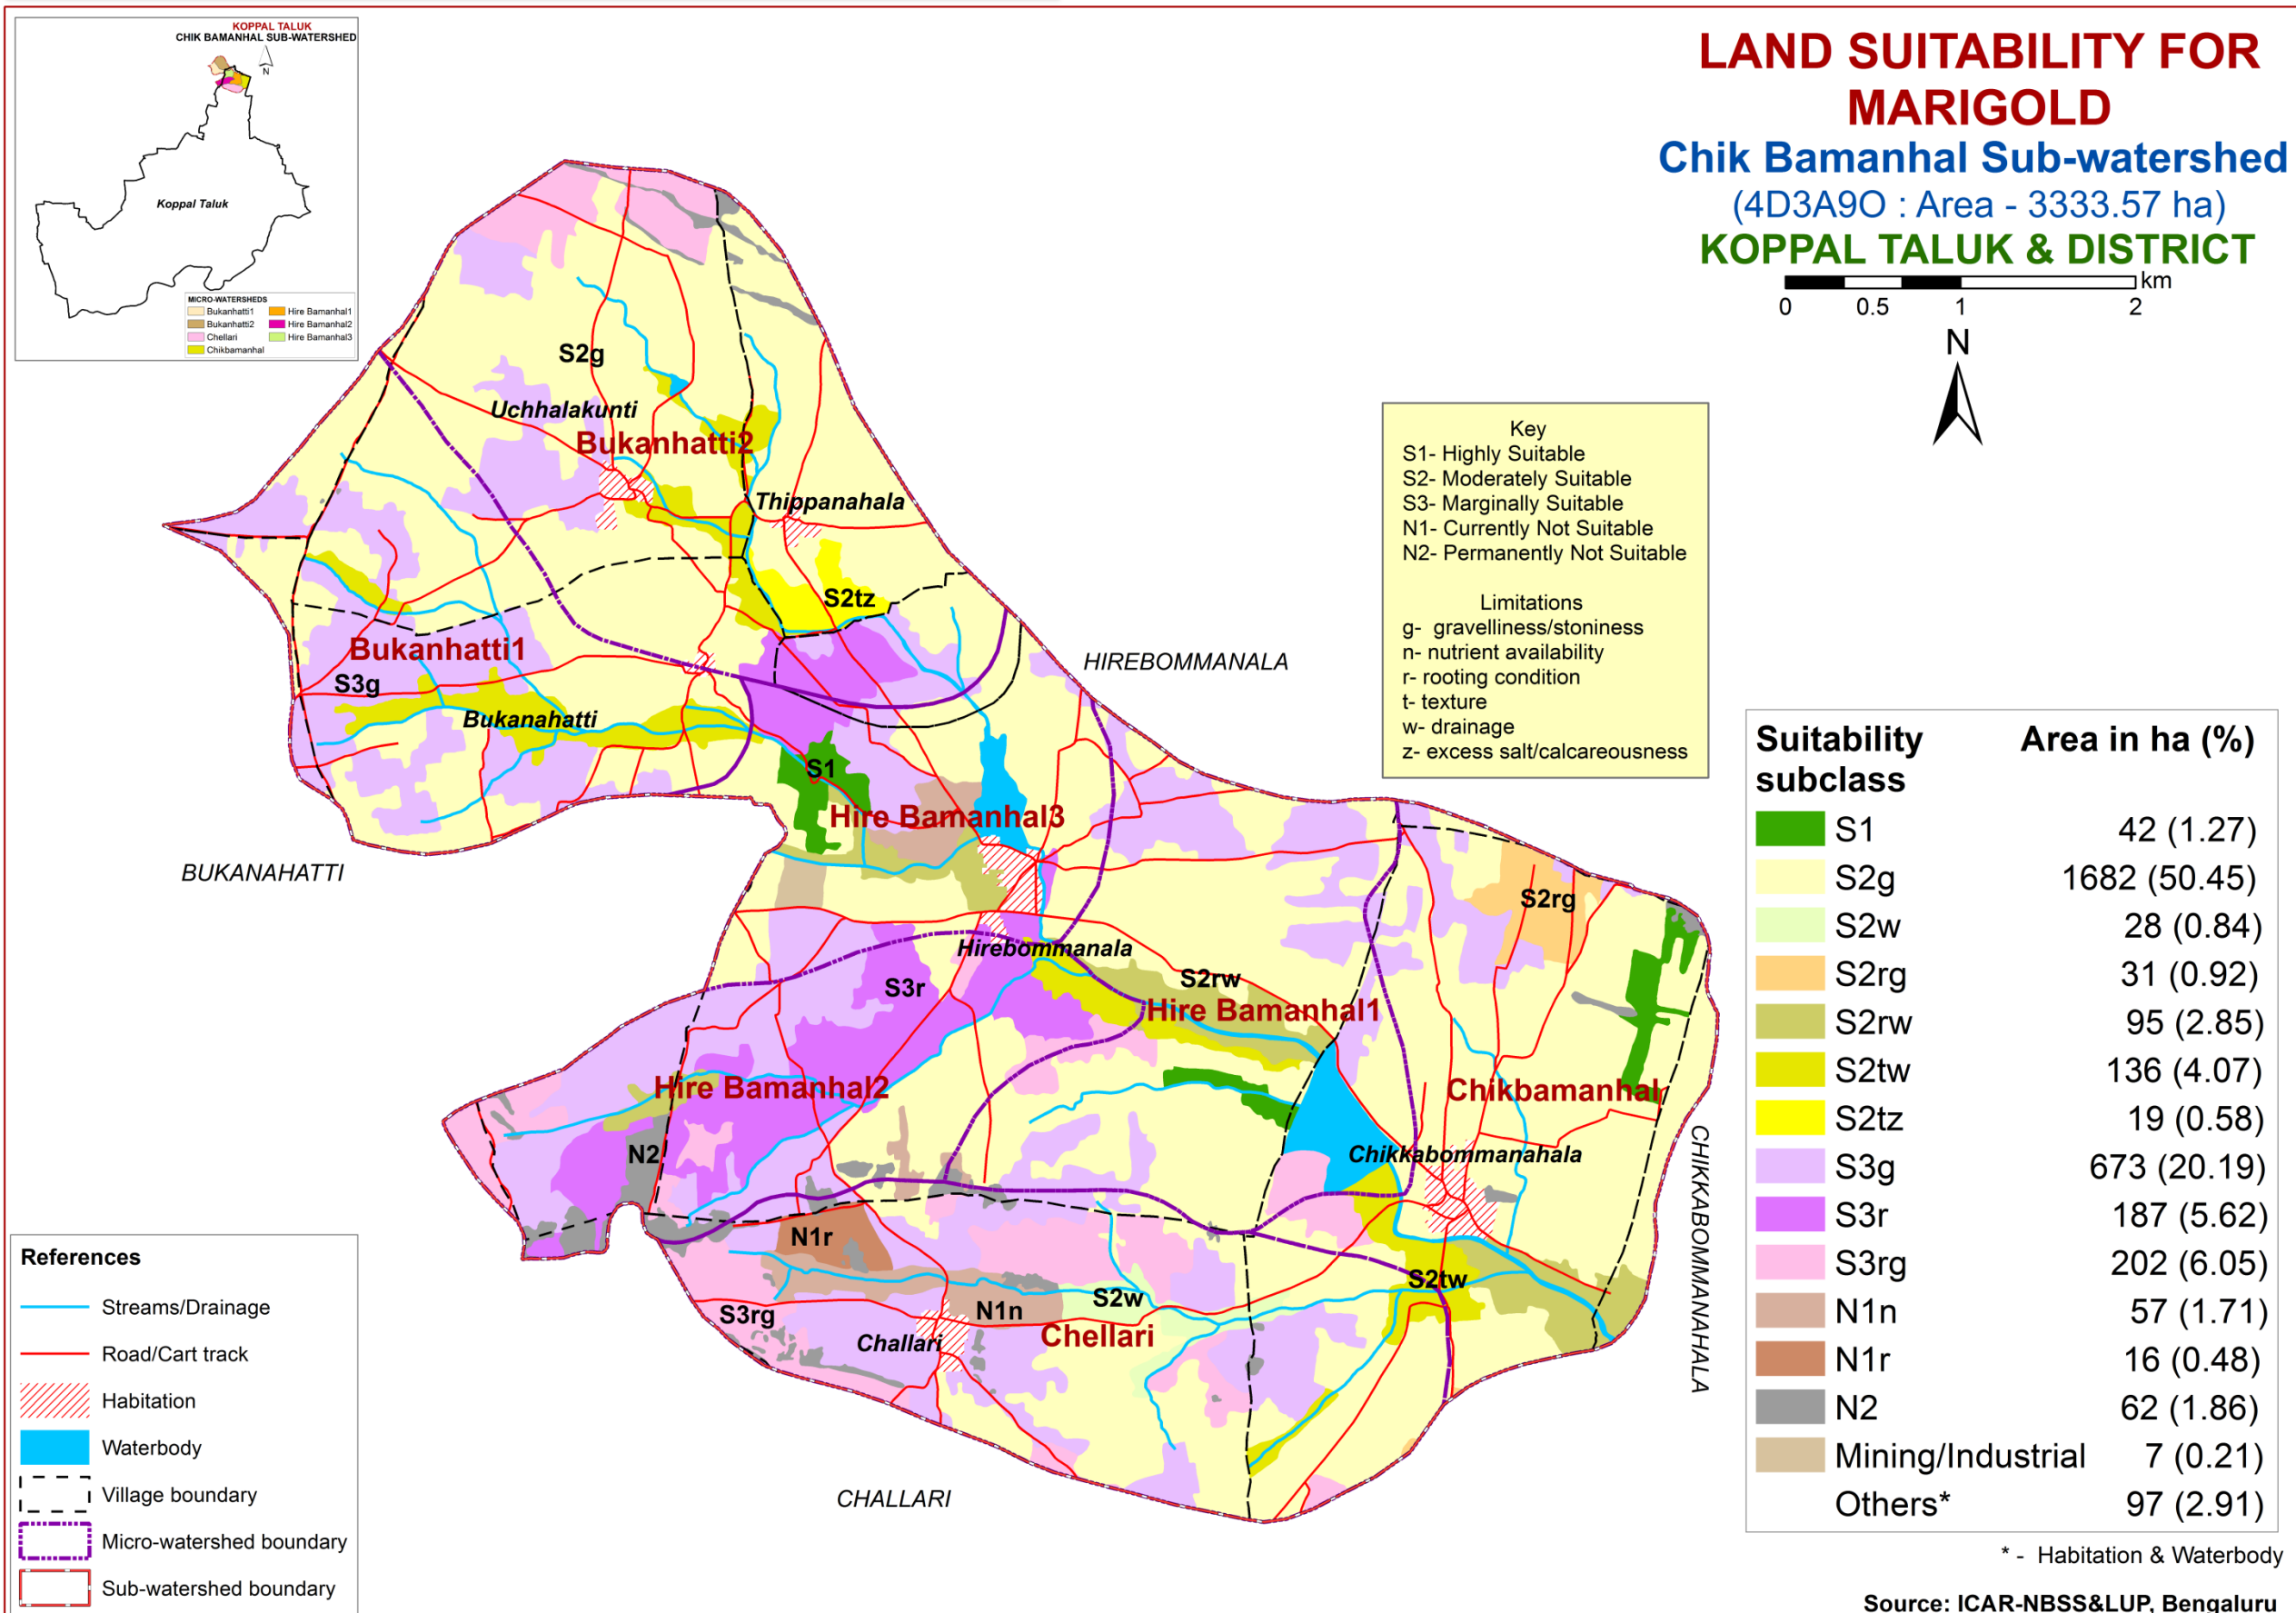 KOPPAL TALUK
CHIK BAMANHAL SUB-WATERSHED
N
Koppal Taluk
MICRO-WATERSHEDS
Bukanhatti1
Bukanhatti2
Chellari
Chikbamanhal
Hire Bamanhal1
Hire Bamanhal2
Hire Bamanhal3
LAND SUITABILITY FOR
MARIGOLD
Chik Bamanhal Sub-watershed
(4D3A9O : Area - 3333.57 ha)
KOPPAL TALUK & DISTRICT
km
0 0.5 1 2
N
Key
S1- Highly Suitable
S2- Moderately Suitable
S3- Marginally Suitable
N1- Currently Not Suitable
N2- Permanently Not Suitable
Limitations
g- gravelliness/stoniness
n- nutrient availability
r- rooting condition
t- texture
w- drainage
z- excess salt/calcareousness
S2g
Uchhalakunti
Bukanhatti2
Thippanahala
S2tz
Bukanhatti1
S3g
Bukanahatti
HIREBOMMANALA
S1
Hire Bamanhal3
BUKANAHATTI
S2rg
Hirebommanala
S3r
S2rw
Hire Bamanhal1
Hire Bamanhal2
Chikbamanhal
N2
Chikkabommanahala
CHIKKABOMMANAHALA
N1r
S2tw
S2w
N1n
S3rg
Challari
Chellari
CHALLARI
Suitability Area in ha (%)
subclass
S1 42 (1.27)
S2g 1682 (50.45)
S2w 28 (0.84)
S2rg 31 (0.92)
S2rw 95 (2.85)
S2tw 136 (4.07)
S2tz 19 (0.58)
S3g 673 (20.19)
S3r 187 (5.62)
S3rg 202 (6.05)
N1n 57 (1.71)
N1r 16 (0.48)
N2 62 (1.86)
Mining/Industrial 7 (0.21)
Others* 97 (2.91)
* - Habitation & Waterbody
Source: ICAR-NBSS&LUP, Bengaluru
References
Streams/Drainage
Road/Cart track
Habitation
Waterbody
Village boundary
Micro-watershed boundary
Sub-watershed boundary